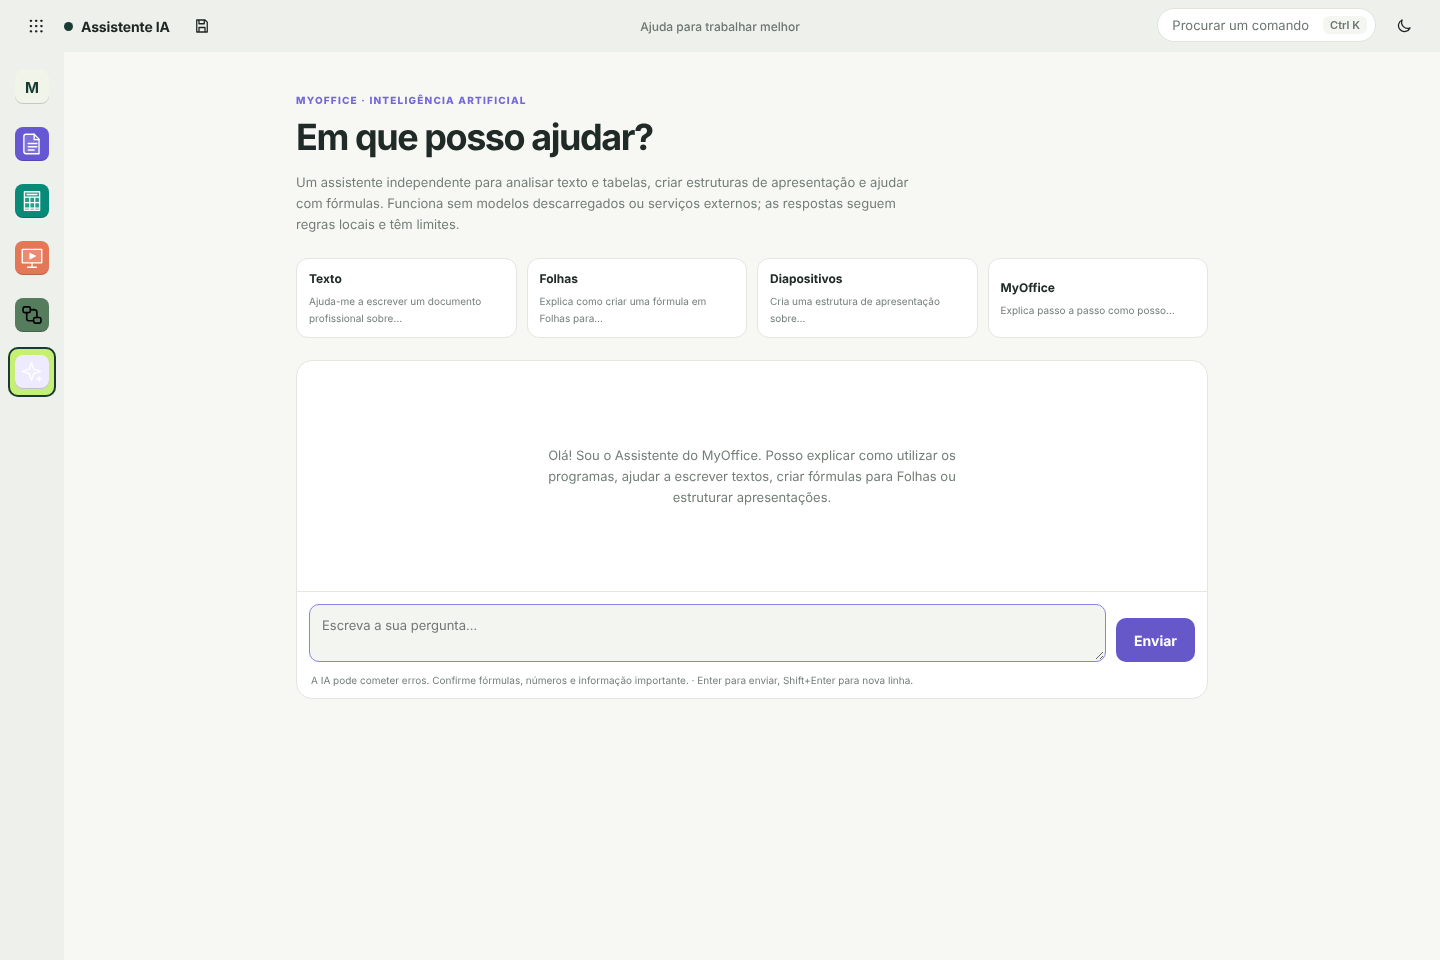 Assistente IA
Ajuda para trabalhar melhor
Procurar um comando
Ctrl K
M
MYOFFICE · INTELIGÊNCIA ARTIFICIAL
Em que posso ajudar?
Um assistente independente para analisar texto e tabelas, criar estruturas de apresentação e ajudar
com fórmulas. Funciona sem modelos descarregados ou serviços externos; as respostas seguem
regras locais e têm limites.
Texto
Ajuda-me a escrever um documento
profissional sobre...
Folhas
Explica como criar uma fórmula em
Folhas para...
Diapositivos
Cria uma estrutura de apresentação
sobre...
MyOffice
Explica passo a passo como posso...
Olá! Sou o Assistente do MyOffice. Posso explicar como utilizar os
programas, ajudar a escrever textos, criar fórmulas para Folhas ou
estruturar apresentações.
Escreva a sua pergunta...
Enviar
A IA pode cometer erros. Confirme fórmulas, números e informação importante. · Enter para enviar, Shift+Enter para nova linha.